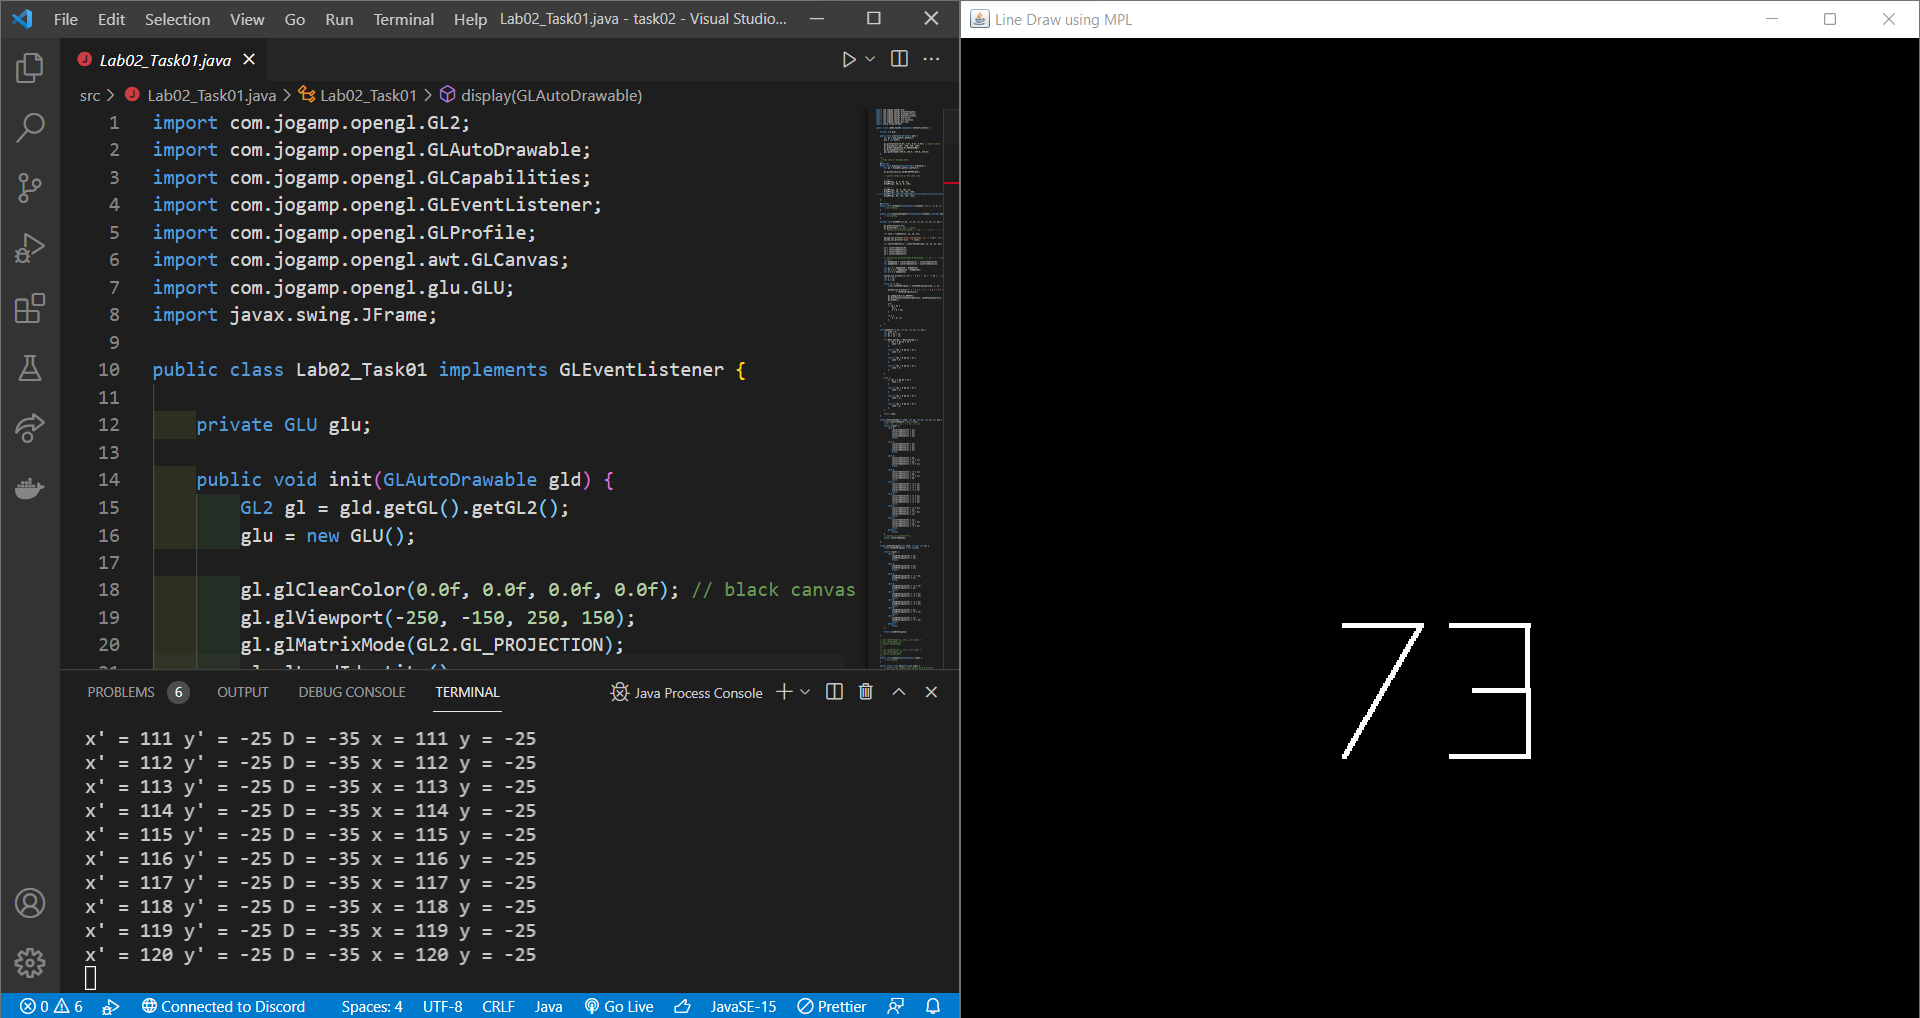 File Edit Selection View Go Run Terminal Help Lab02_Task01.java - task02 - Visual Studio...
Lab02_Task01.java
src > Lab02_Task01.java > Lab02_Task01 > display(GLAutoDrawable)
1 import com.jogamp.opengl.GL2;
2 import com.jogamp.opengl.GLAutoDrawable;
3 import com.jogamp.opengl.GLCapabilities;
4 import com.jogamp.opengl.GLEventListener;
5 import com.jogamp.opengl.GLProfile;
6 import com.jogamp.opengl.awt.GLCanvas;
7 import com.jogamp.opengl.glu.GLU;
8 import javax.swing.JFrame;
9
10 public class Lab02_Task01 implements GLEventListener {
11
12 private GLU glu;
13
14 public void init(GLAutoDrawable gld) {
15 GL2 gl = gld.getGL().getGL2();
16 glu = new GLU();
17
18 gl.glClearColor(0.0f, 0.0f, 0.0f, 0.0f); // black canvas
19 gl.glViewport(-250, -150, 250, 150);
20 gl.glMatrixMode(GL2.GL_PROJECTION);
PROBLEMS 6 OUTPUT DEBUG CONSOLE TERMINAL Java Process Console
x' = 111 y' = -25 D = -35 x = 111 y = -25
x' = 112 y' = -25 D = -35 x = 112 y = -25
x' = 113 y' = -25 D = -35 x = 113 y = -25
x' = 114 y' = -25 D = -35 x = 114 y = -25
x' = 115 y' = -25 D = -35 x = 115 y = -25
x' = 116 y' = -25 D = -35 x = 116 y = -25
x' = 117 y' = -25 D = -35 x = 117 y = -25
x' = 118 y' = -25 D = -35 x = 118 y = -25
x' = 119 y' = -25 D = -35 x = 119 y = -25
x' = 120 y' = -25 D = -35 x = 120 y = -25
0 6 Connected to Discord Spaces: 4 UTF-8 CRLF Java Go Live JavaSE-15 Prettier
Line Draw using MPL
73